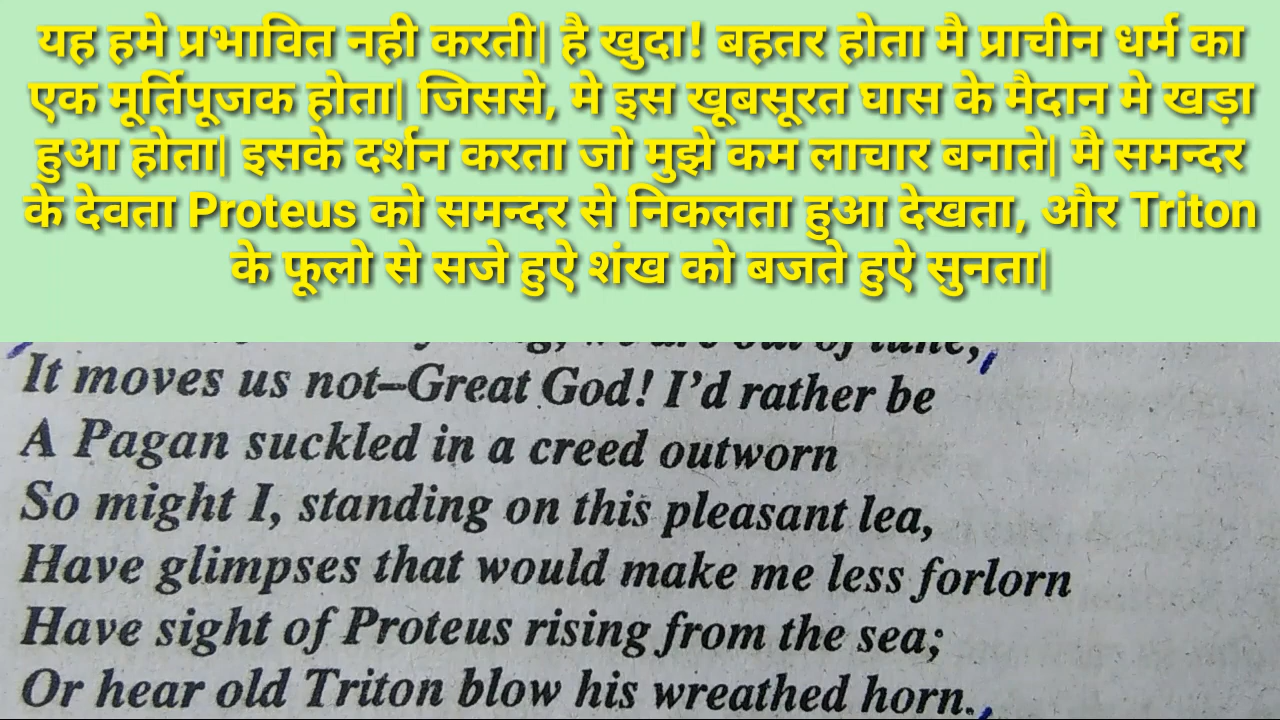 यह हमे प्रभावित नही करती| है खुदा! बहतर होता मै प्राचीन धर्म का
एक मूर्तिपूजक होता| जिससे, मे इस खूबसूरत घास के मैदान मे खड़ा
हुआ होता| इसके दर्शन करता जो मुझे कम लाचार बनाते| मै समन्दर
के देवता Proteus को समन्दर से निकलता हुआ देखता, और Triton
के फूलो से सजे हुऐ शंख को बजते हुऐ सुनता|
are out of tune,
It moves us not–Great God! I'd rather be
A Pagan suckled in a creed outworn
So might I, standing on this pleasant lea,
Have glimpses that would make me less forlorn
Have sight of Proteus rising from the sea;
Or hear old Triton blow his wreathed horn.